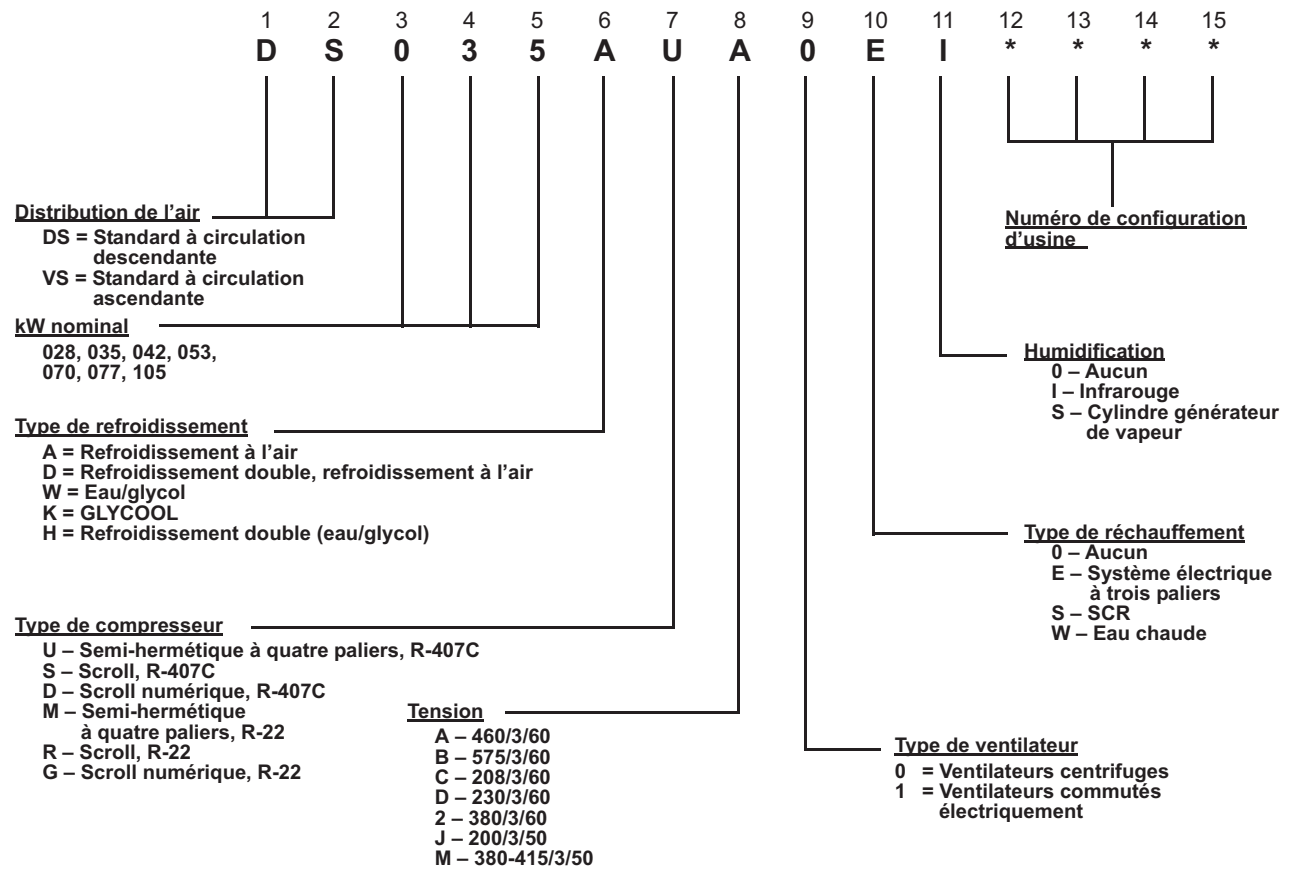 1 2 3 4 5 6 7 8 9 10 11 12 13 14 15
D S 0 3 5 A U A 0 E I * * * *
Distribution de l'air
DS = Standard à circulation
descendante
VS = Standard à circulation
ascendante
kW nominal
028, 035, 042, 053,
070, 077, 105
Type de refroidissement
A = Refroidissement à l'air
D = Refroidissement double, refroidissement à l'air
W = Eau/glycol
K = GLYCOOL
H = Refroidissement double (eau/glycol)
Type de compresseur
U – Semi-hermétique à quatre paliers, R-407C
S – Scroll, R-407C
D – Scroll numérique, R-407C
M – Semi-hermétique
à quatre paliers, R-22
R – Scroll, R-22
G – Scroll numérique, R-22
Tension
A – 460/3/60
B – 575/3/60
C – 208/3/60
D – 230/3/60
2 – 380/3/60
J – 200/3/50
M – 380-415/3/50
Numéro de configuration
d'usine
Humidification
0 – Aucun
I – Infrarouge
S – Cylindre générateur
de vapeur
Type de réchauffement
0 – Aucun
E – Système électrique
à trois paliers
S – SCR
W – Eau chaude
Type de ventilateur
0 = Ventilateurs centrifuges
1 = Ventilateurs commutés
électriquement